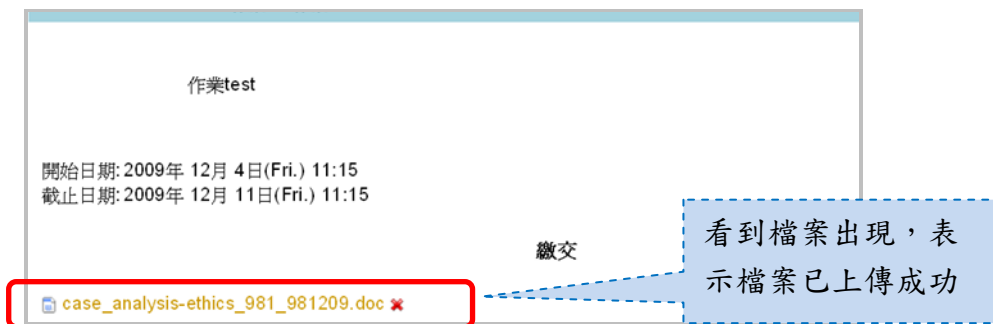 作業test
開始日期: 2009年 12月 4日(Fri.) 11:15
截止日期: 2009年 12月 11日(Fri.) 11:15
繳交
看到檔案出現，表
示檔案已上傳成功
case_analysis-ethics_981_981209.doc